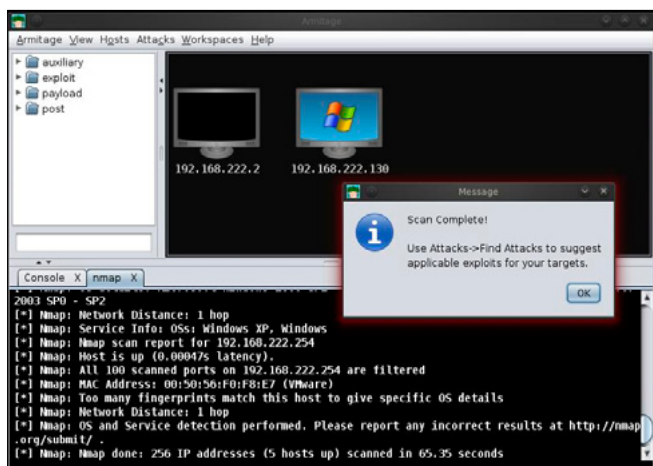 Armitage
Armitage View Hosts Attacks Workspaces Help
auxiliary
exploit
payload
post
192.168.222.2
192.168.222.130
Message
Scan Complete!
Use Attacks->Find Attacks to suggest
applicable exploits for your targets.
OK
Console X nmap X
2003 SP0 - SP2
[*] Nmap: Network Distance: 1 hop
[*] Nmap: Service Info: OSs: Windows XP, Windows
[*] Nmap: Nmap scan report for 192.168.222.254
[*] Nmap: Host is up (0.00047s latency).
[*] Nmap: All 100 scanned ports on 192.168.222.254 are filtered
[*] Nmap: MAC Address: 00:50:56:F0:F8:E7 (VMware)
[*] Nmap: Too many fingerprints match this host to give specific OS details
[*] Nmap: Network Distance: 1 hop
[*] Nmap: OS and Service detection performed. Please report any incorrect results at http://nmap
.org/submit/ .
[*] Nmap: Nmap done: 256 IP addresses (5 hosts up) scanned in 65.35 seconds